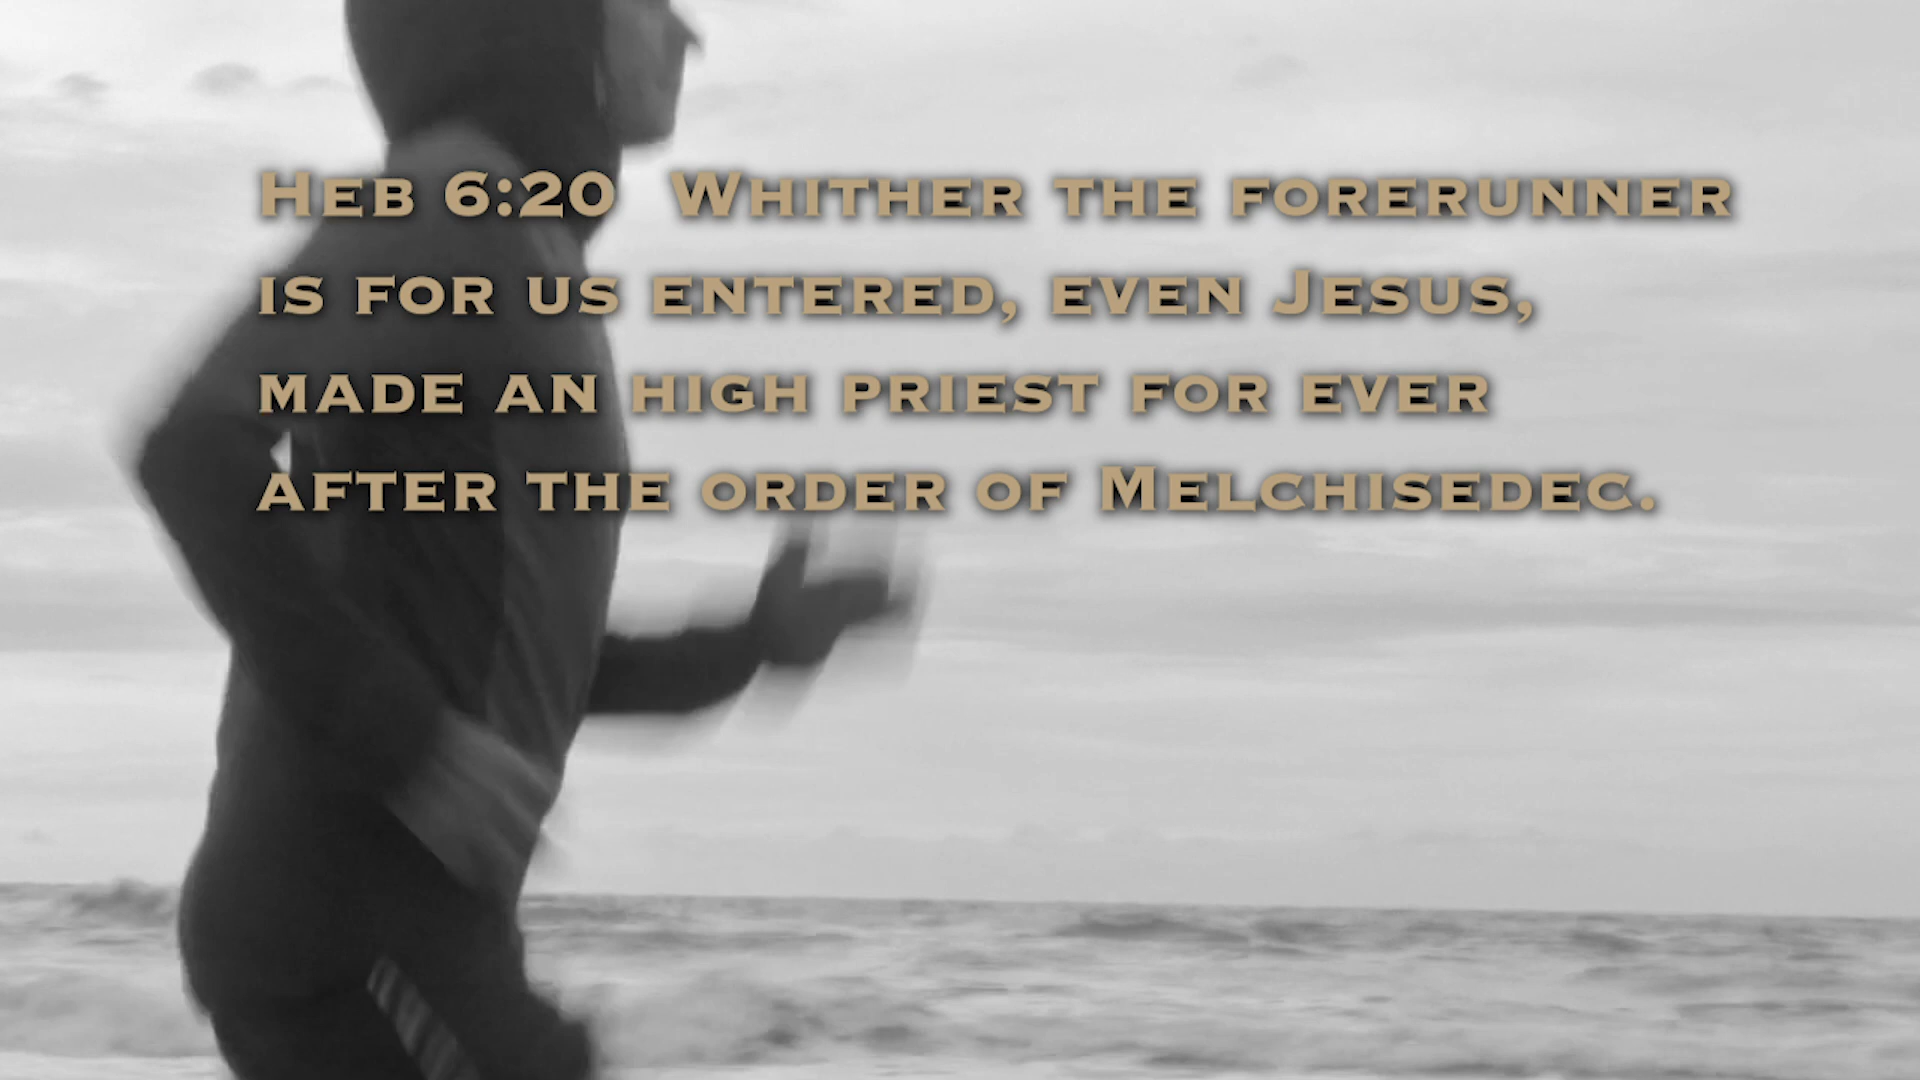 Heb 6:20  Whither the forerunner
is for us entered, even Jesus,
made an high priest for ever
after the order of Melchisedec.